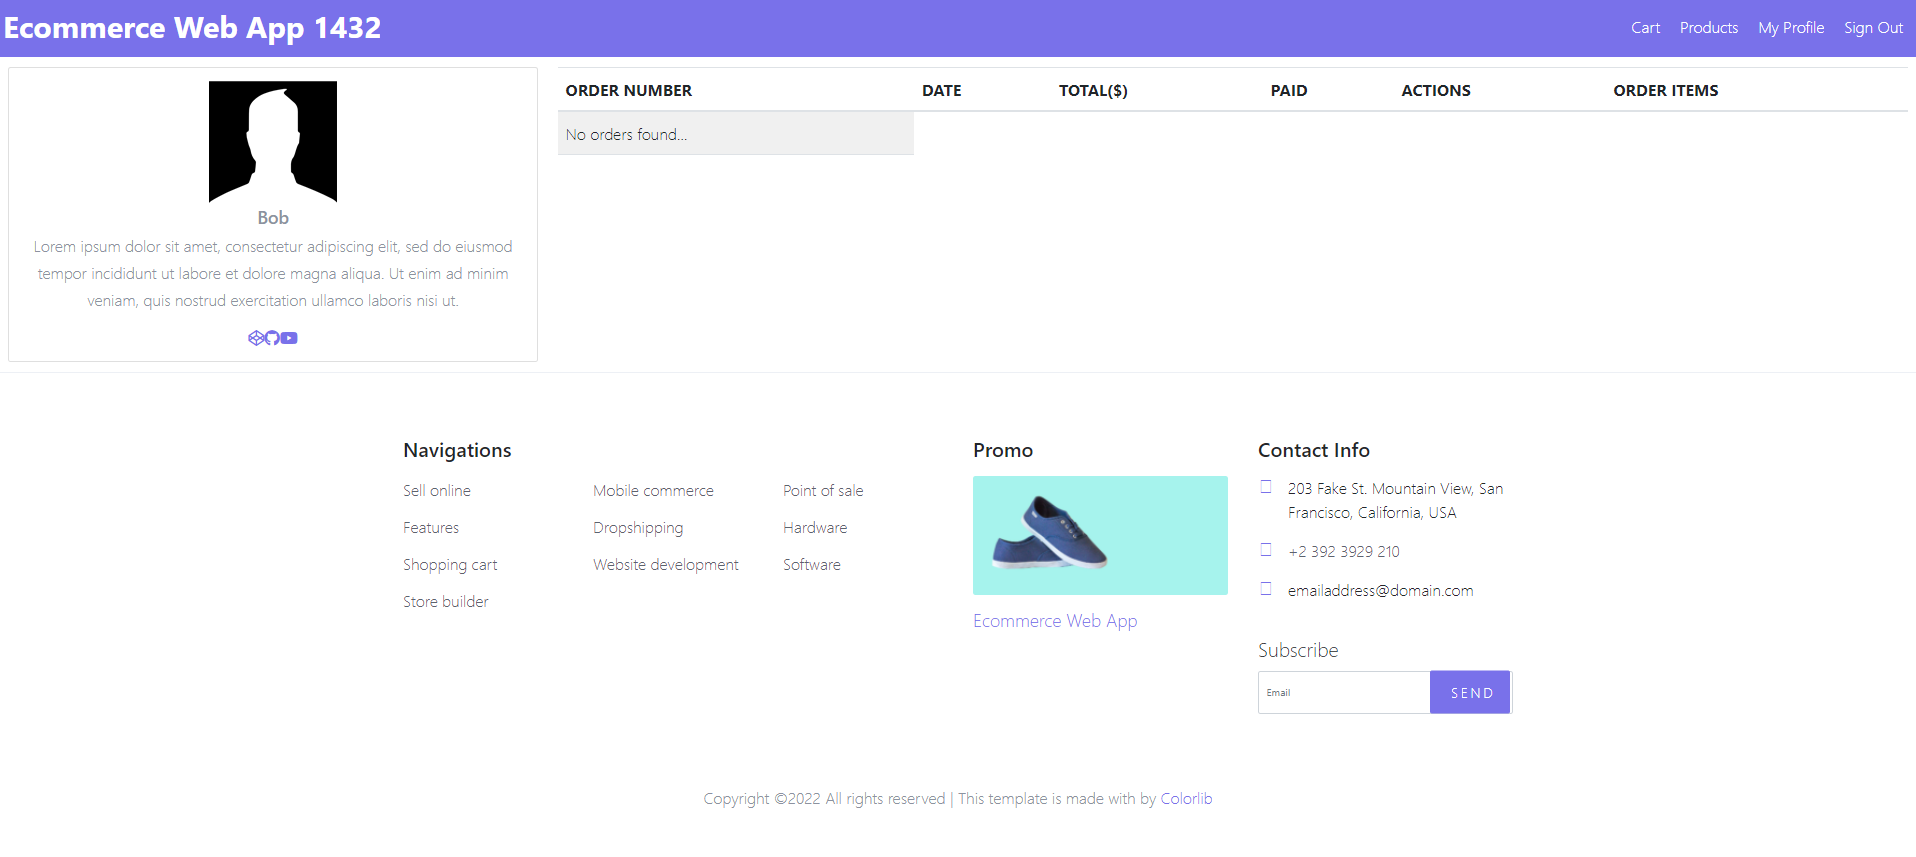 Ecommerce Web App 1432
Cart Products My Profile Sign Out
Bob
Lorem ipsum dolor sit amet, consectetur adipiscing elit, sed do eiusmod
tempor incididunt ut labore et dolore magna aliqua. Ut enim ad minim
veniam, quis nostrud exercitation ullamco laboris nisi ut.
ORDER NUMBER DATE TOTAL($) PAID ACTIONS ORDER ITEMS
No orders found...
Navigations
Sell online
Features
Shopping cart
Store builder
Mobile commerce
Dropshipping
Website development
Point of sale
Hardware
Software
Promo
Ecommerce Web App
Contact Info
203 Fake St. Mountain View, San
Francisco, California, USA
+2 392 3929 210
emailaddress@domain.com
Subscribe
Email SEND
Copyright ©2022 All rights reserved | This template is made with by Colorlib